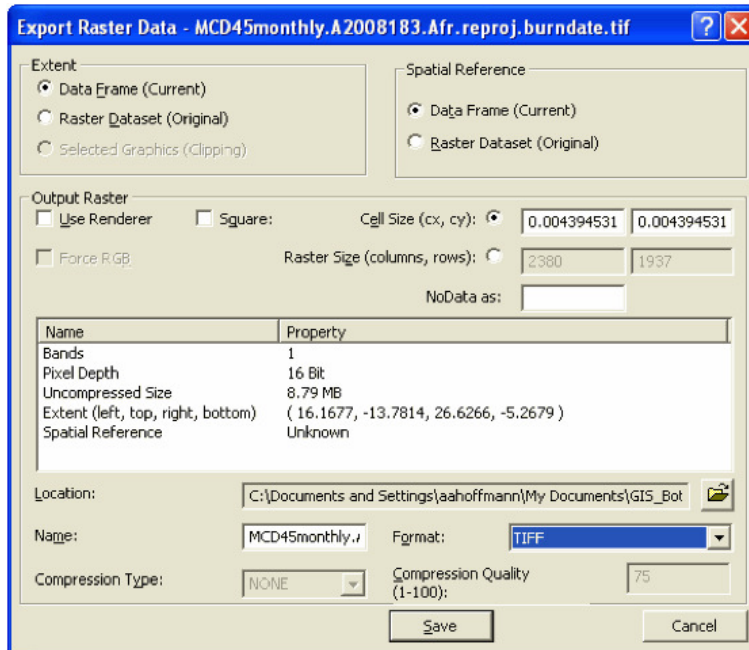 Export Raster Data - MCD45monthly.A2008183.Afr.reproj.burndate.tif
Extent
Data Frame (Current)
Raster Dataset (Original)
Selected Graphics (Clipping)
Spatial Reference
Data Frame (Current)
Raster Dataset (Original)
Output Raster
Use Renderer
Square:
Cell Size (cx, cy):
0.004394531
0.004394531
Force RGB
Raster Size (columns, rows):
2380
1937
NoData as:
Name Property
Bands 1
Pixel Depth 16 Bit
Uncompressed Size 8.79 MB
Extent (left, top, right, bottom) ( 16.1677, -13.7814, 26.6266, -5.2679 )
Spatial Reference Unknown
Location: C:\Documents and Settings\aahoffmann\My Documents\GIS_Bot
Name: MCD45monthly.
Format: TIFF
Compression Type: NONE
Compression Quality (1-100): 75
Save
Cancel